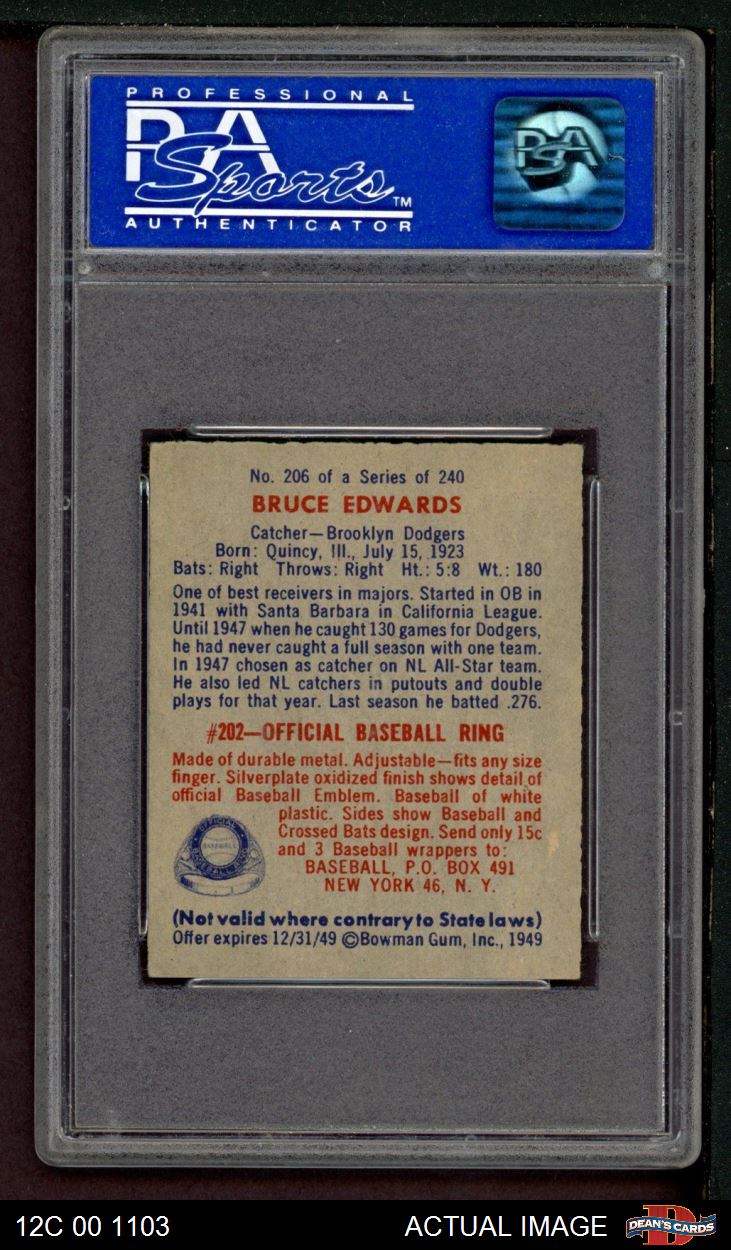 PROFESSIONAL
PSA
Sports TM
AUTHENTICATOR
PSA
No. 206 of a Series of 240
BRUCE EDWARDS
Catcher—Brooklyn Dodgers
Born: Quincy, Ill., July 15, 1923
Bats: Right Throws: Right Ht.: 5:8 Wt.: 180
One of best receivers in majors. Started in OB in
1941 with Santa Barbara in California League.
Until 1947 when he caught 130 games for Dodgers,
he had never caught a full season with one team.
In 1947 chosen as catcher on NL All-Star team.
He also led NL catchers in putouts and double
plays for that year. Last season he batted .276.
#202—OFFICIAL BASEBALL RING
Made of durable metal. Adjustable—fits any size
finger. Silverplate oxidized finish shows detail of
official Baseball Emblem. Baseball of white
plastic. Sides show Baseball and
Crossed Bats design. Send only 15c
and 3 Baseball wrappers to:
BASEBALL, P.O. BOX 491
NEW YORK 46, N. Y.
OFFICIAL
BASEBALL
BASEBALL RING
(Not valid where contrary to State laws)
Offer expires 12/31/49 ©Bowman Gum, Inc., 1949
12C 00 1103
ACTUAL IMAGE
DEAN'S CARDS